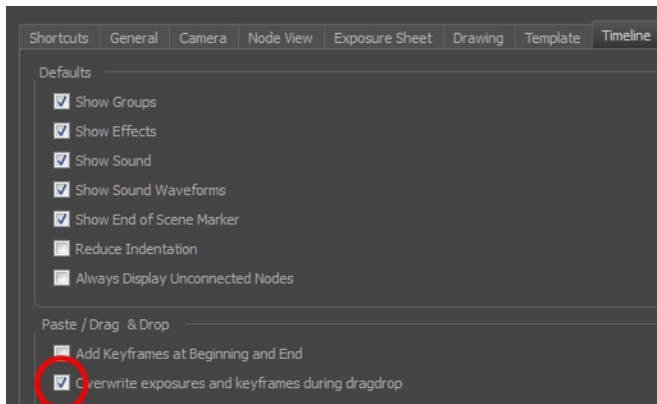 Shortcuts General Camera Node View Exposure Sheet Drawing Template Timeline
Defaults
Show Groups
Show Effects
Show Sound
Show Sound Waveforms
Show End of Scene Marker
Reduce Indentation
Always Display Unconnected Nodes
Paste / Drag & Drop
Add Keyframes at Beginning and End
Overwrite exposures and keyframes during dragdrop